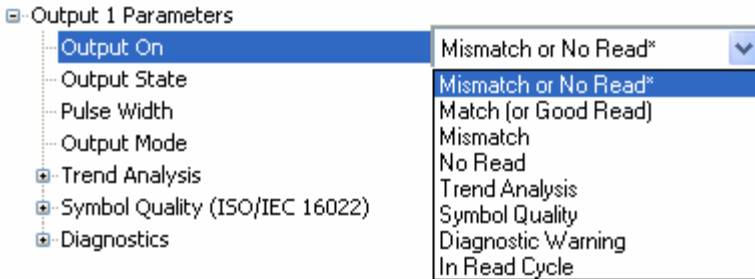 Output 1 Parameters
Output On
Mismatch or No Read*
Output State
Pulse Width
Output Mode
Trend Analysis
Symbol Quality (ISO/IEC 16022)
Diagnostics
Mismatch or No Read*
Match (or Good Read)
Mismatch
No Read
Trend Analysis
Symbol Quality
Diagnostic Warning
In Read Cycle